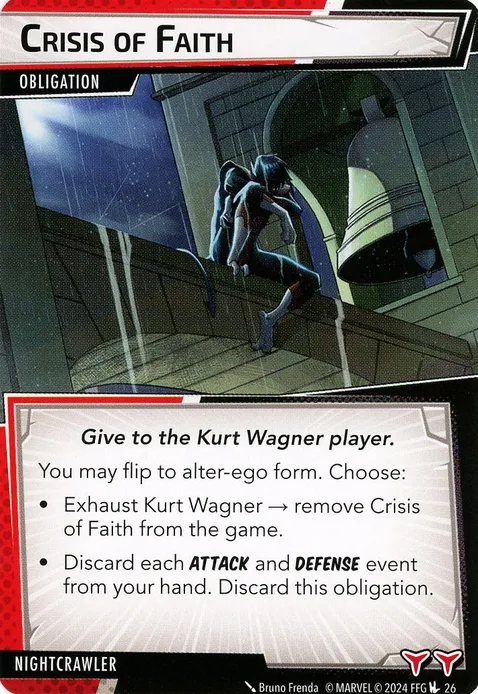 Crisis of Faith
OBLIGATION
Give to the Kurt Wagner player.
You may flip to alter-ego form. Choose:
• Exhaust Kurt Wagner → remove Crisis
of Faith from the game.
• Discard each ATTACK and DEFENSE event
from your hand. Discard this obligation.
NIGHTCRAWLER
Bruno Frenda © MARVEL © 2024 FFG 26